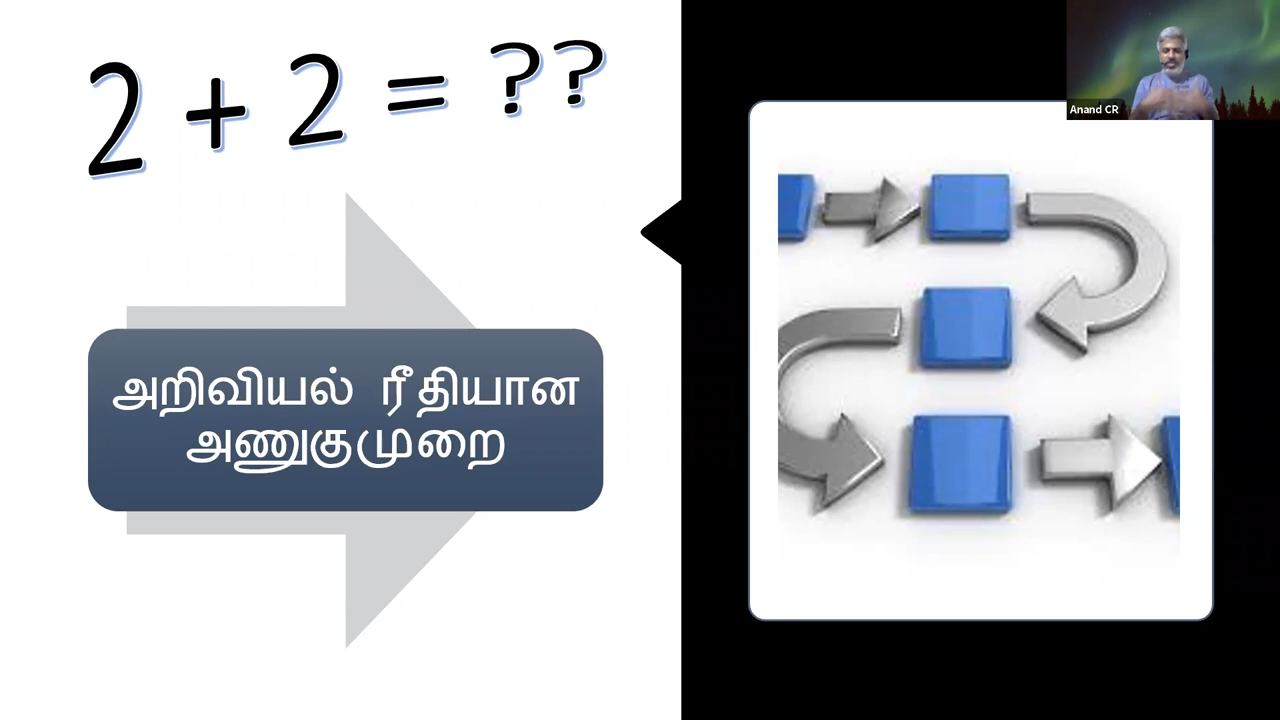 2 + 2 = ??
அறிவியல் ரீதியான
அணுகுமுறை
Anand CR